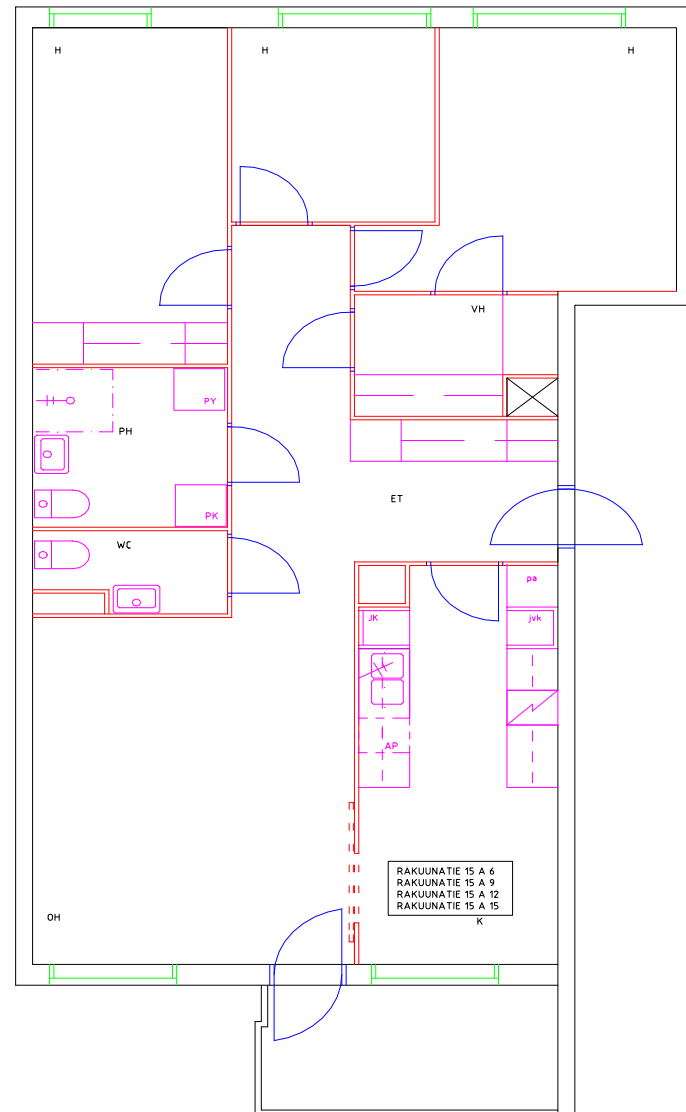 H
H
H
VH
PY
PH
PK
ET
WC
pa
JK
jvk
AP
RAKUUNATIE 15 A 6
RAKUUNATIE 15 A 9
RAKUUNATIE 15 A 12
RAKUUNATIE 15 A 15
OH
K